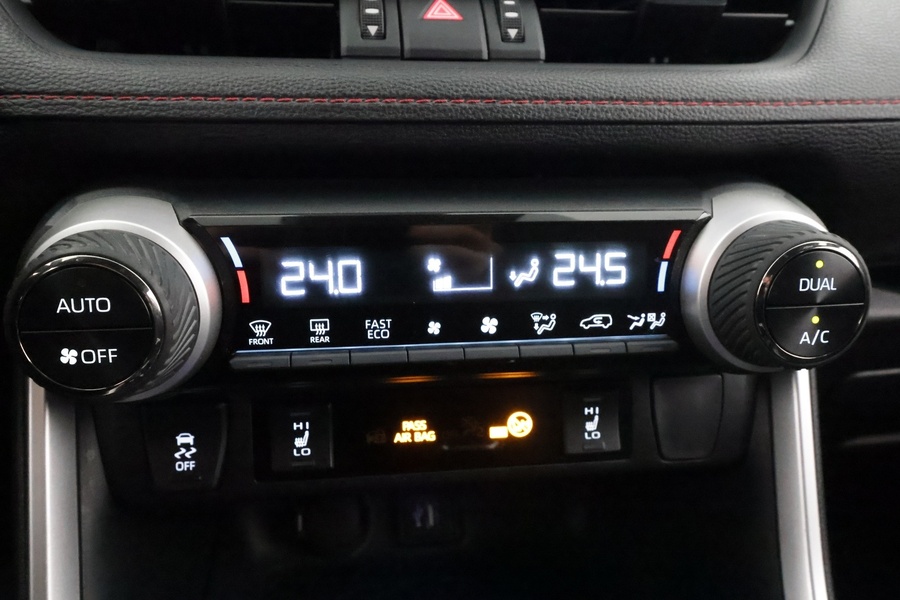 24.0
24.5
AUTO
OFF
FRONT
REAR
FAST
ECO
DUAL
A/C
OFF
HI
LO
PASS
AIR BAG
HI
LO